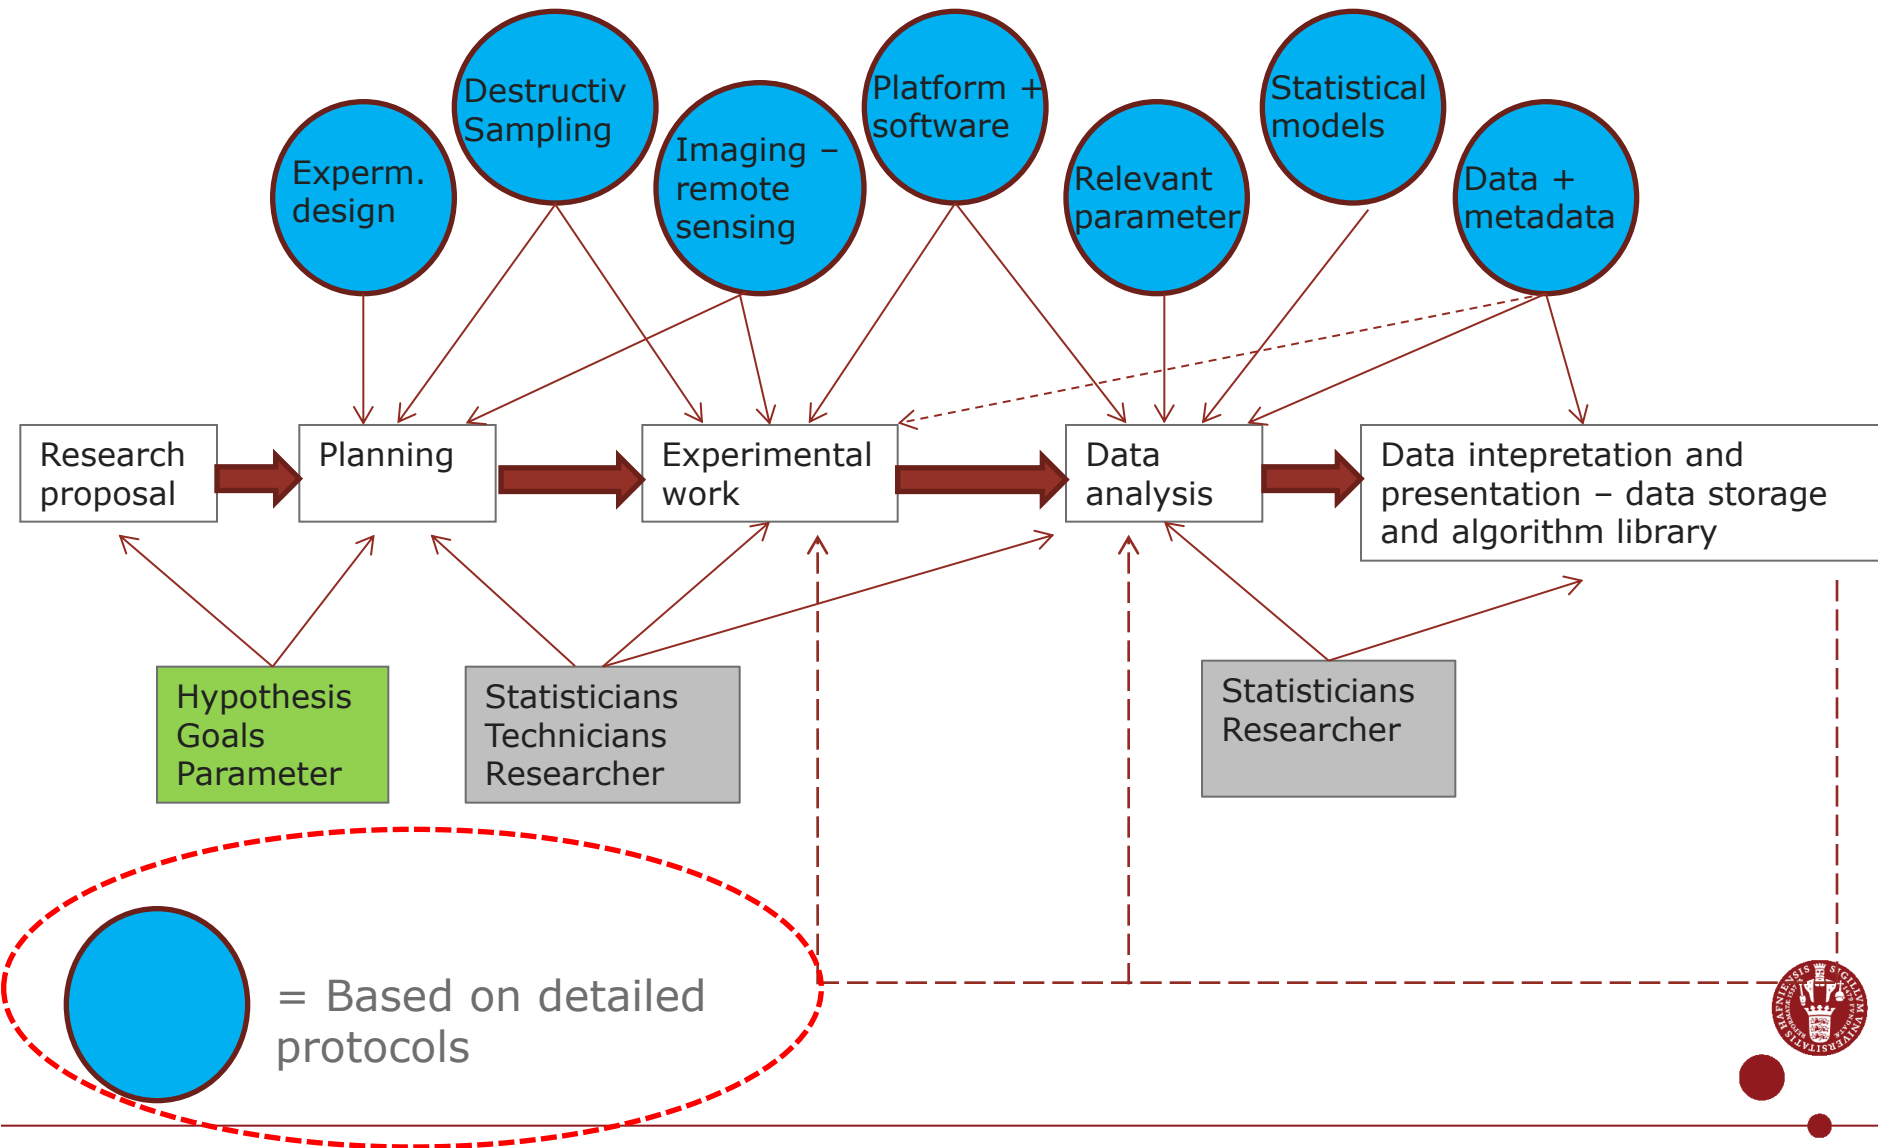 Experm.
design
Destructiv
Sampling
Imaging –
remote
sensing
Platform +
software
Relevant
parameter
Statistical
models
Data +
metadata
Research
proposal
Planning
Experimental
work
Data
analysis
Data intepretation and
presentation – data storage
and algorithm library
Hypothesis
Goals
Parameter
Statisticians
Technicians
Researcher
Statisticians
Researcher
= Based on detailed
protocols